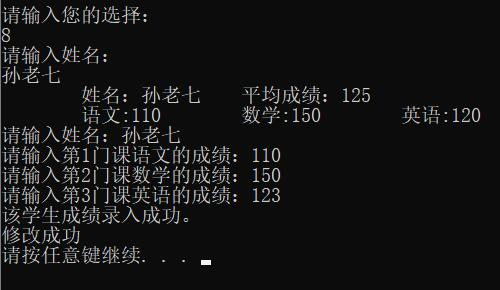 请输入您的选择：
8
请输入姓名：
孙老七
姓名：孙老七 平均成绩：125
语文:110 数学:150 英语:120
请输入姓名：孙老七
请输入第1门课语文的成绩：110
请输入第2门课数学的成绩：150
请输入第3门课英语的成绩：123
该学生成绩录入成功。
修改成功
请按任意键继续. . .